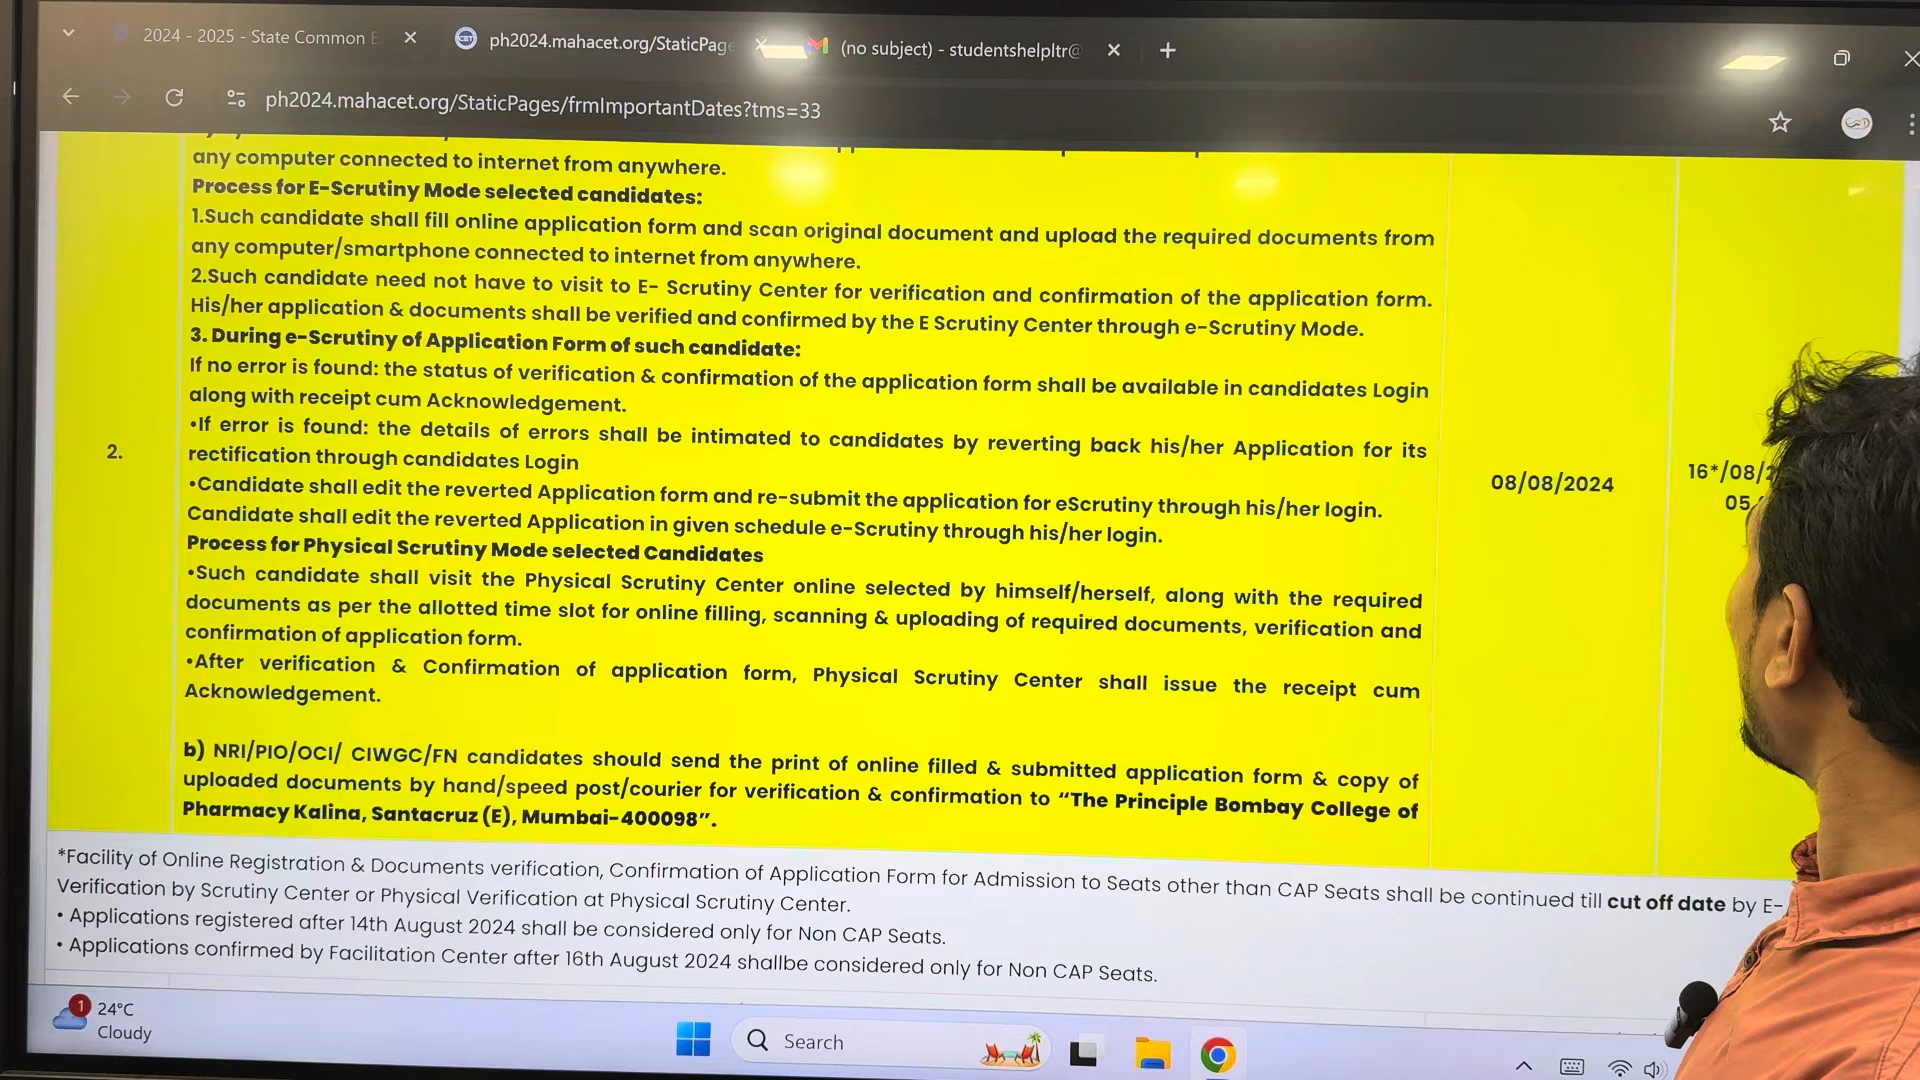 2024 - 2025 - State Common E
ph2024.mahacet.org/StaticPage
(no subject) - studentshelpltr@
ph2024.mahacet.org/StaticPages/frmImportantDates?tms=33
any computer connected to internet from anywhere.
Process for E-Scrutiny Mode selected candidates:
1.Such candidate shall fill online application form and scan original document and upload the required documents from
any computer/smartphone connected to internet from anywhere.
2.Such candidate need not have to visit to E- Scrutiny Center for verification and confirmation of the application form.
His/her application & documents shall be verified and confirmed by the E Scrutiny Center through e-Scrutiny Mode.
3. During e-Scrutiny of Application Form of such candidate:
If no error is found: the status of verification & confirmation of the application form shall be available in candidates Login
along with receipt cum Acknowledgement.
•If error is found: the details of errors shall be intimated to candidates by reverting back his/her Application for its
rectification through candidates Login
•Candidate shall edit the reverted Application form and re-submit the application for eScrutiny through his/her login.
Candidate shall edit the reverted Application in given schedule e-Scrutiny through his/her login.
Process for Physical Scrutiny Mode selected Candidates
•Such candidate shall visit the Physical Scrutiny Center online selected by himself/herself, along with the required
documents as per the allotted time slot for online filling, scanning & uploading of required documents, verification and
confirmation of application form.
•After verification & Confirmation of application form, Physical Scrutiny Center shall issue the receipt cum
Acknowledgement.
b) NRI/PIO/OCI/ CIWGC/FN candidates should send the print of online filled & submitted application form & copy of
uploaded documents by hand/speed post/courier for verification & confirmation to “The Principle Bombay College of
Pharmacy Kalina, Santacruz (E), Mumbai-400098”.
2.
08/08/2024
16*/08/2
05
*Facility of Online Registration & Documents verification, Confirmation of Application Form for Admission to Seats other than CAP Seats shall be continued till cut off date by E-
Verification by Scrutiny Center or Physical Verification at Physical Scrutiny Center.
• Applications registered after 14th August 2024 shall be considered only for Non CAP Seats.
• Applications confirmed by Facilitation Center after 16th August 2024 shallbe considered only for Non CAP Seats.
1
24°C
Cloudy
Search